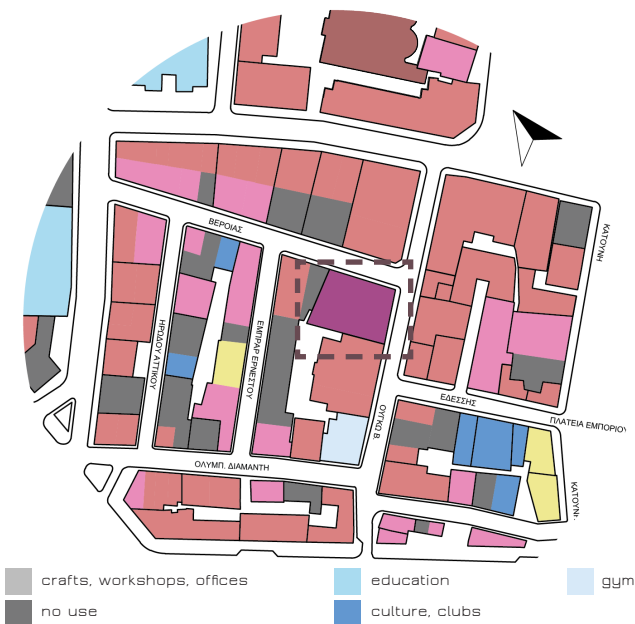 ΚΑΤΟΥΝΗ
ΒΕΡΟΙΑΣ
ΗΡΩΔΟΥ ΑΤΤΙΚΟΥ
ΕΜΠΡΑΡ ΕΡΝΕΣΤΟΥ
ΟΥΓΚΩ Β.
ΕΔΕΣΣΗΣ
ΠΛΑΤΕΙΑ ΕΜΠΟΡΙΟΥ
ΟΛΥΜΠ. ΔΙΑΜΑΝΤΗ
ΚΑΤΟΥΝΙ
crafts, workshops, offices
education
gym
no use
culture, clubs